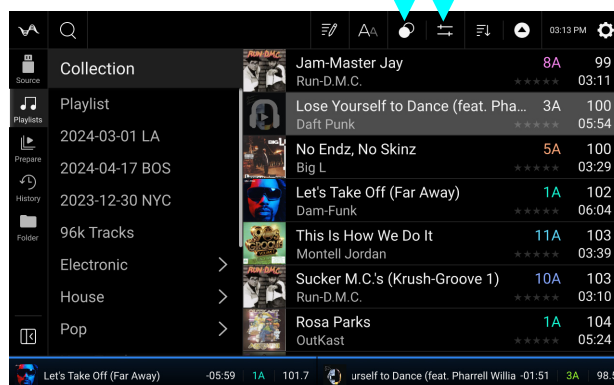 AA
03:13 PM
Source
Playlists
Prepare
History
Folder
Collection
Playlist
2024-03-01 LA
2024-04-17 BOS
2023-12-30 NYC
96k Tracks
Electronic
House
Pop
Jam-Master Jay 8A 99
Run-D.M.C. 03:11
Lose Yourself to Dance (feat. Pha... 3A 100
Daft Punk 05:54
No Endz, No Skinz 5A 100
Big L 03:29
Let's Take Off (Far Away) 1A 102
Dam-Funk 06:04
This Is How We Do It 11A 103
Montell Jordan 03:39
Sucker M.C.'s (Krush-Groove 1) 10A 103
Run-D.M.C. 03:10
Rosa Parks 1A 104
OutKast 05:24
Let's Take Off (Far Away) -05:59 1A 101.7
urself to Dance (feat. Pharrell Willia -01:51 3A 98.5